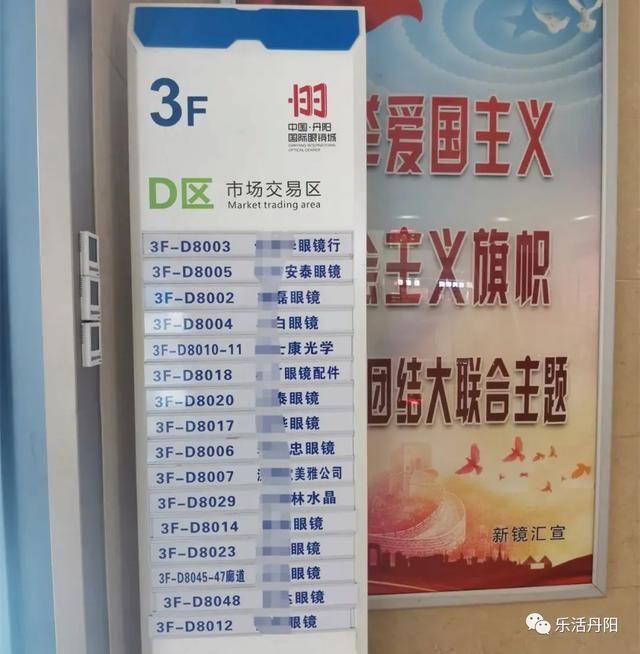 3F
133
中国·丹阳
国际眼镜城
DANYANG INTERNATIONAL
OPTICAL CENTER
D区 市场交易区
Market trading area
3F-D8003 眼镜行
3F-D8005 安泰眼镜
3F-D8002 磊眼镜
3F-D8004 白眼镜
3F-D8010-11 康光学
3F-D8018 眼镜配件
3F-D8020 泰眼镜
3F-D8017 眼镜
3F-D8006 忠眼镜
3F-D8007 美雅公司
3F-D8029 林水晶
3F-D8014 眼镜
3F-D8023 眼镜
3F-D8045-47廊道 眼镜
3F-D8048 达眼镜
3F-D8012 眼镜
爱国主义
主义旗帜
团结大联合主题
新镜汇宣
乐活丹阳